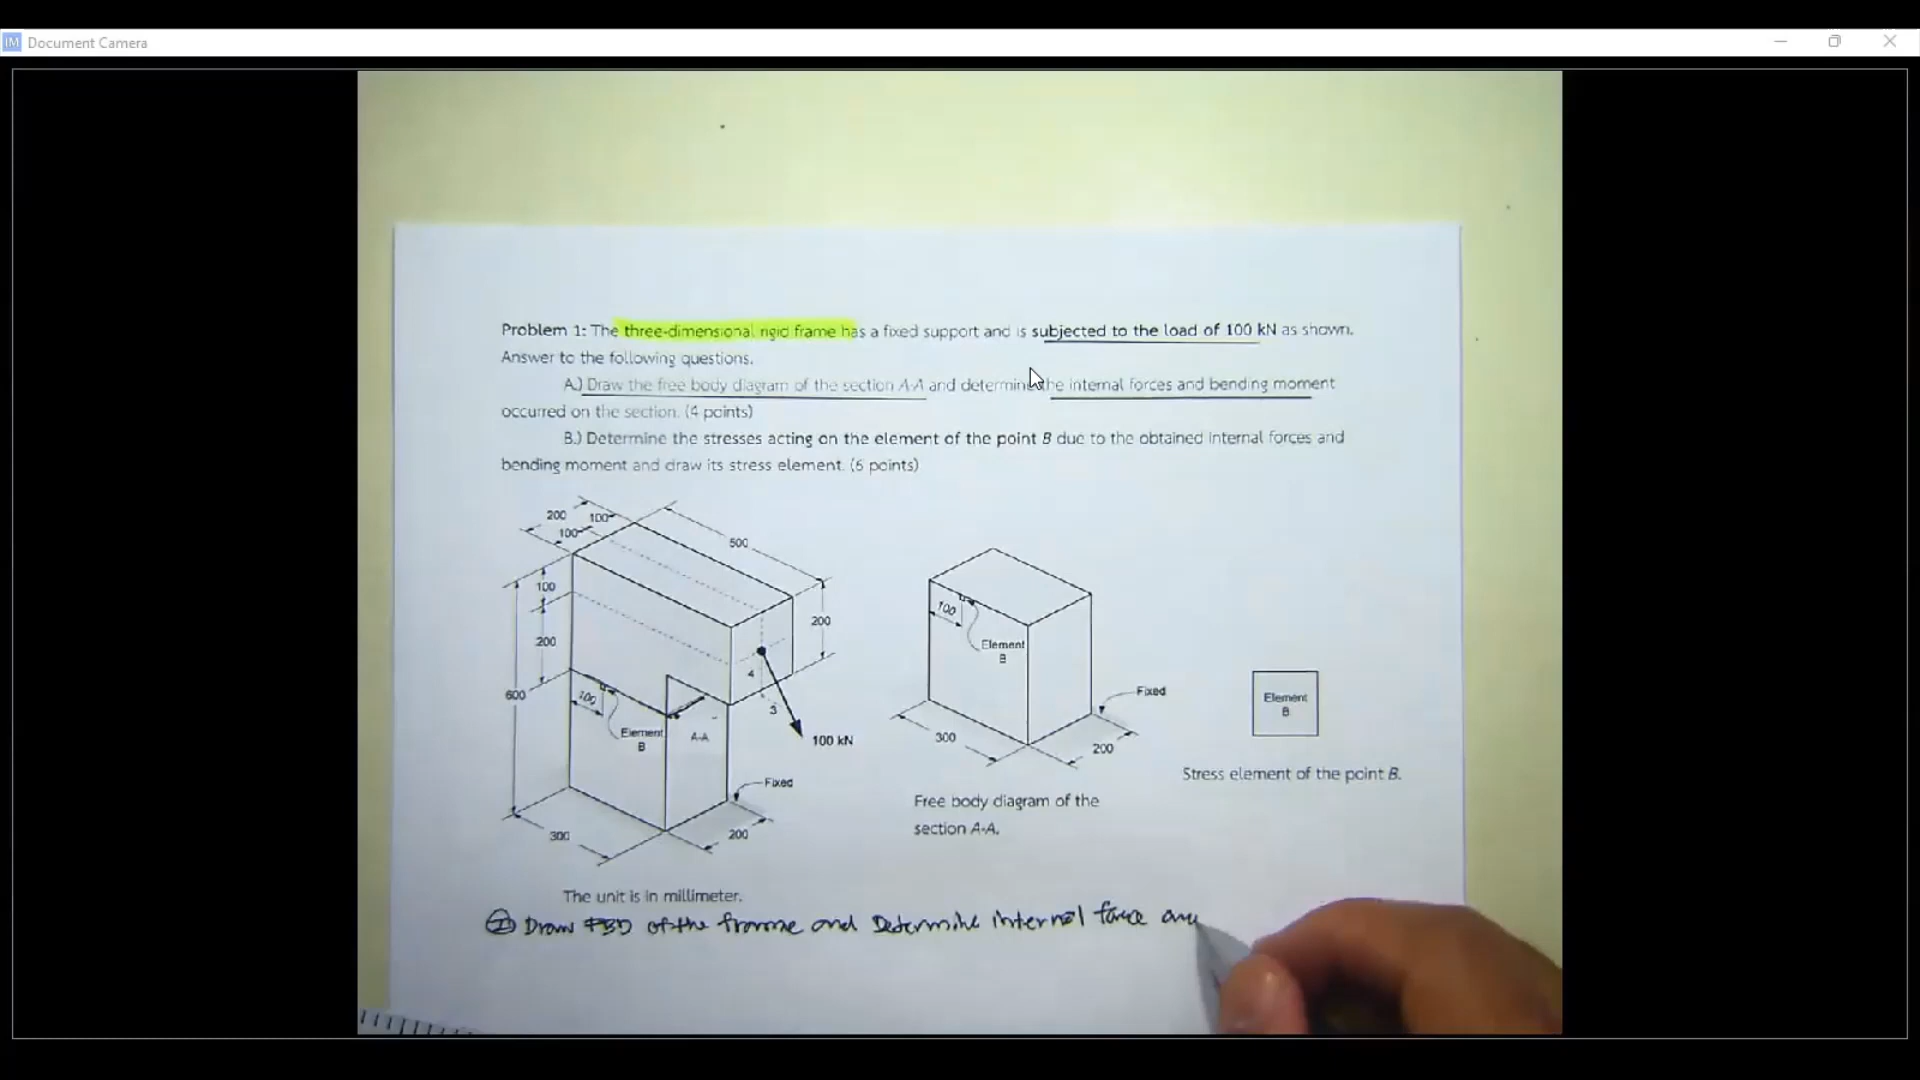 Document Camera
Problem 1: The three-dimensional rigid frame has a fixed support and is subjected to the load of 100 kN as shown.
Answer to the following questions.
A.) Draw the free body diagram of the section A-A and determine the internal forces and bending moment
occurred on the section. (4 points)
B.) Determine the stresses acting on the element of the point B due to the obtained internal forces and
bending moment and draw its stress element. (6 points)
200
100
100
500
100
200
200
600
100
Element
B
A-A
4
3
100 kN
Fixed
300
200
The unit is in millimeter.
100
Element
B
Fixed
300
200
Free body diagram of the
section A-A.
Element
B
Stress element of the point B.
Draw FBD of the frame and Determine internal force